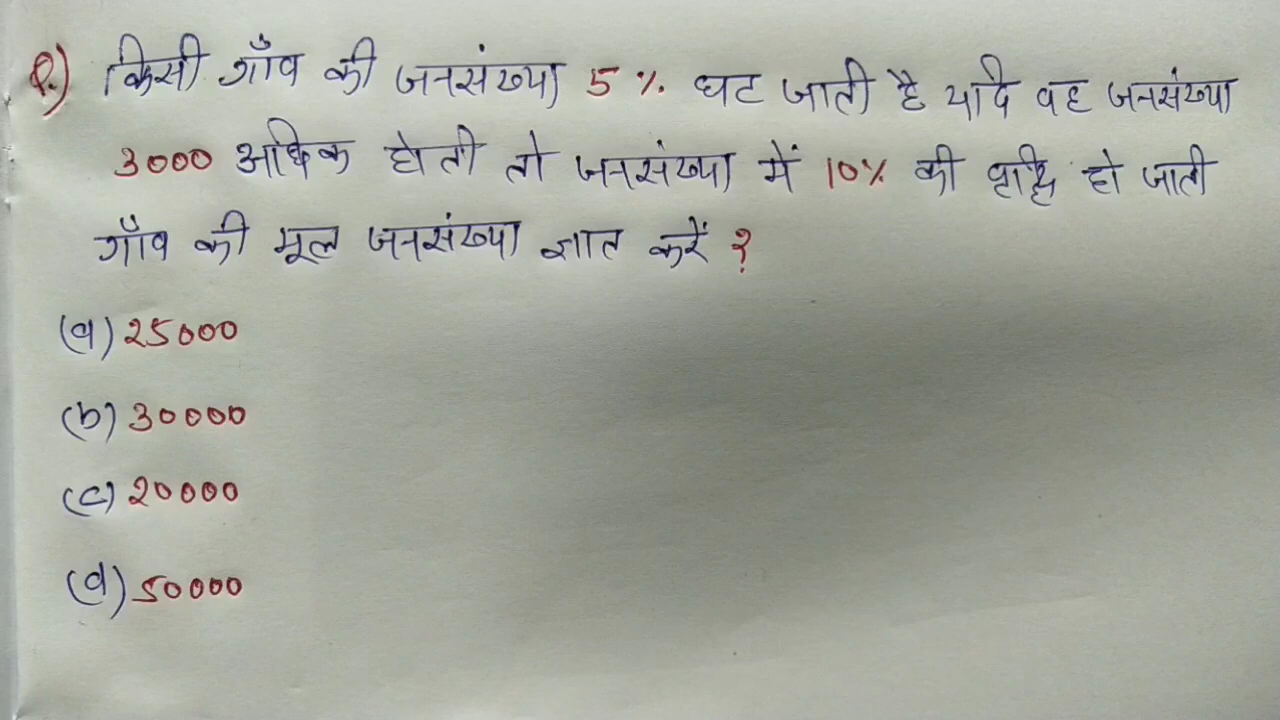 Q.) किसी गाँव की जनसंख्या 5% घट जाती है यदि वह जनसंख्या
3000 अधिक होती तो जनसंख्या में 10% की वृद्धि हो जाती
गाँव की मूल जनसंख्या ज्ञात करें ?
(a) 25000
(b) 30000
(c) 20000
(d) 50000